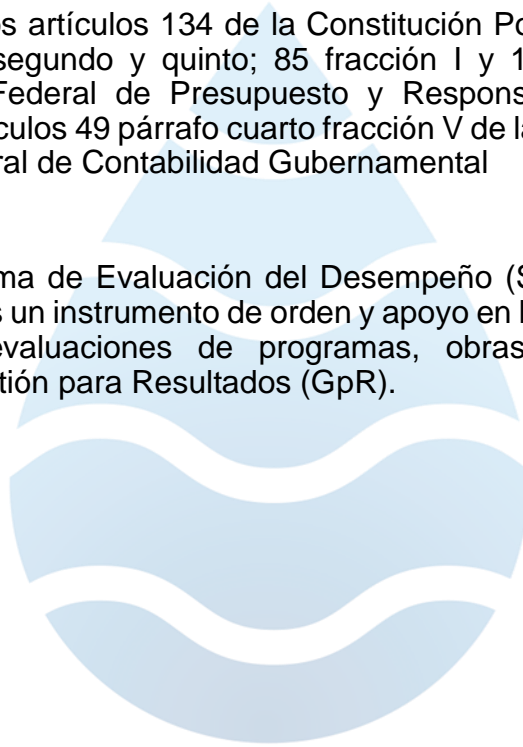 os artículos 134 de la Constitución Po
segundo y quinto; 85 fracción I y 1
Federal de Presupuesto y Respons
culos 49 párrafo cuarto fracción V de la
ral de Contabilidad Gubernamental
ma de Evaluación del Desempeño (S
s un instrumento de orden y apoyo en l
evaluaciones de programas, obras
tión para Resultados (GpR).